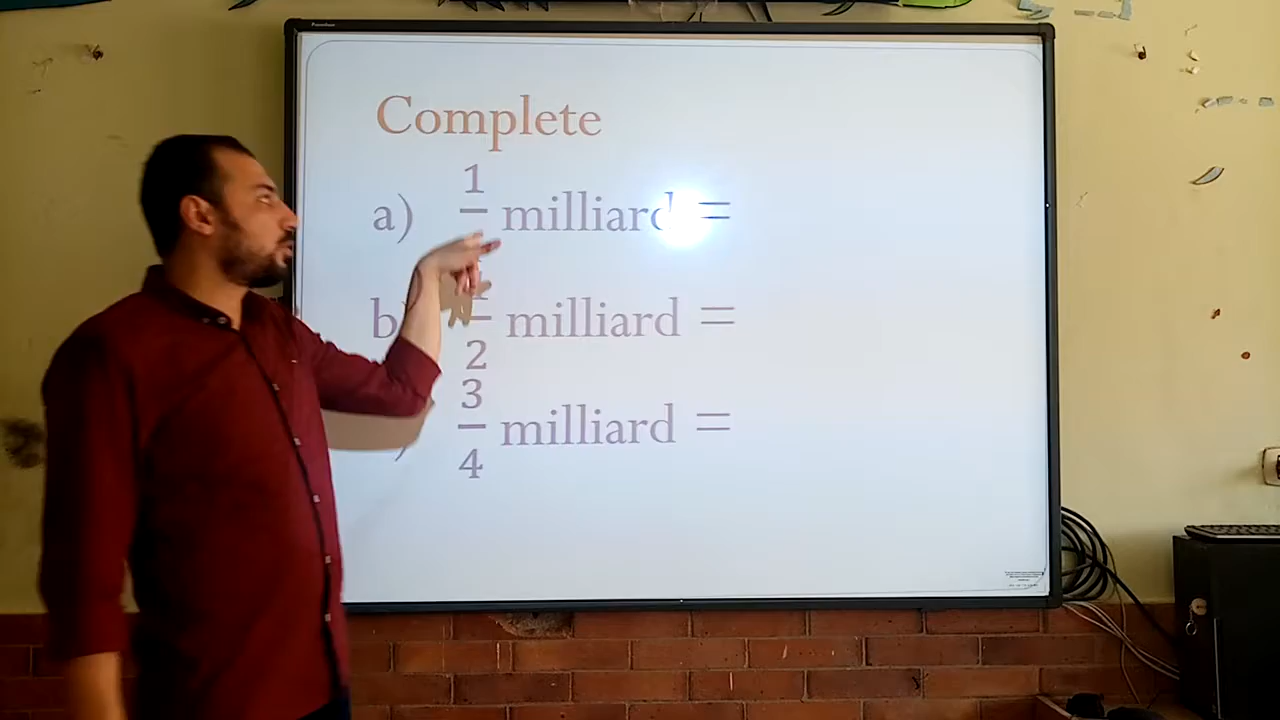 Complete
a) 1/ milliard =
b) /2 milliard =
) 3/4 milliard =